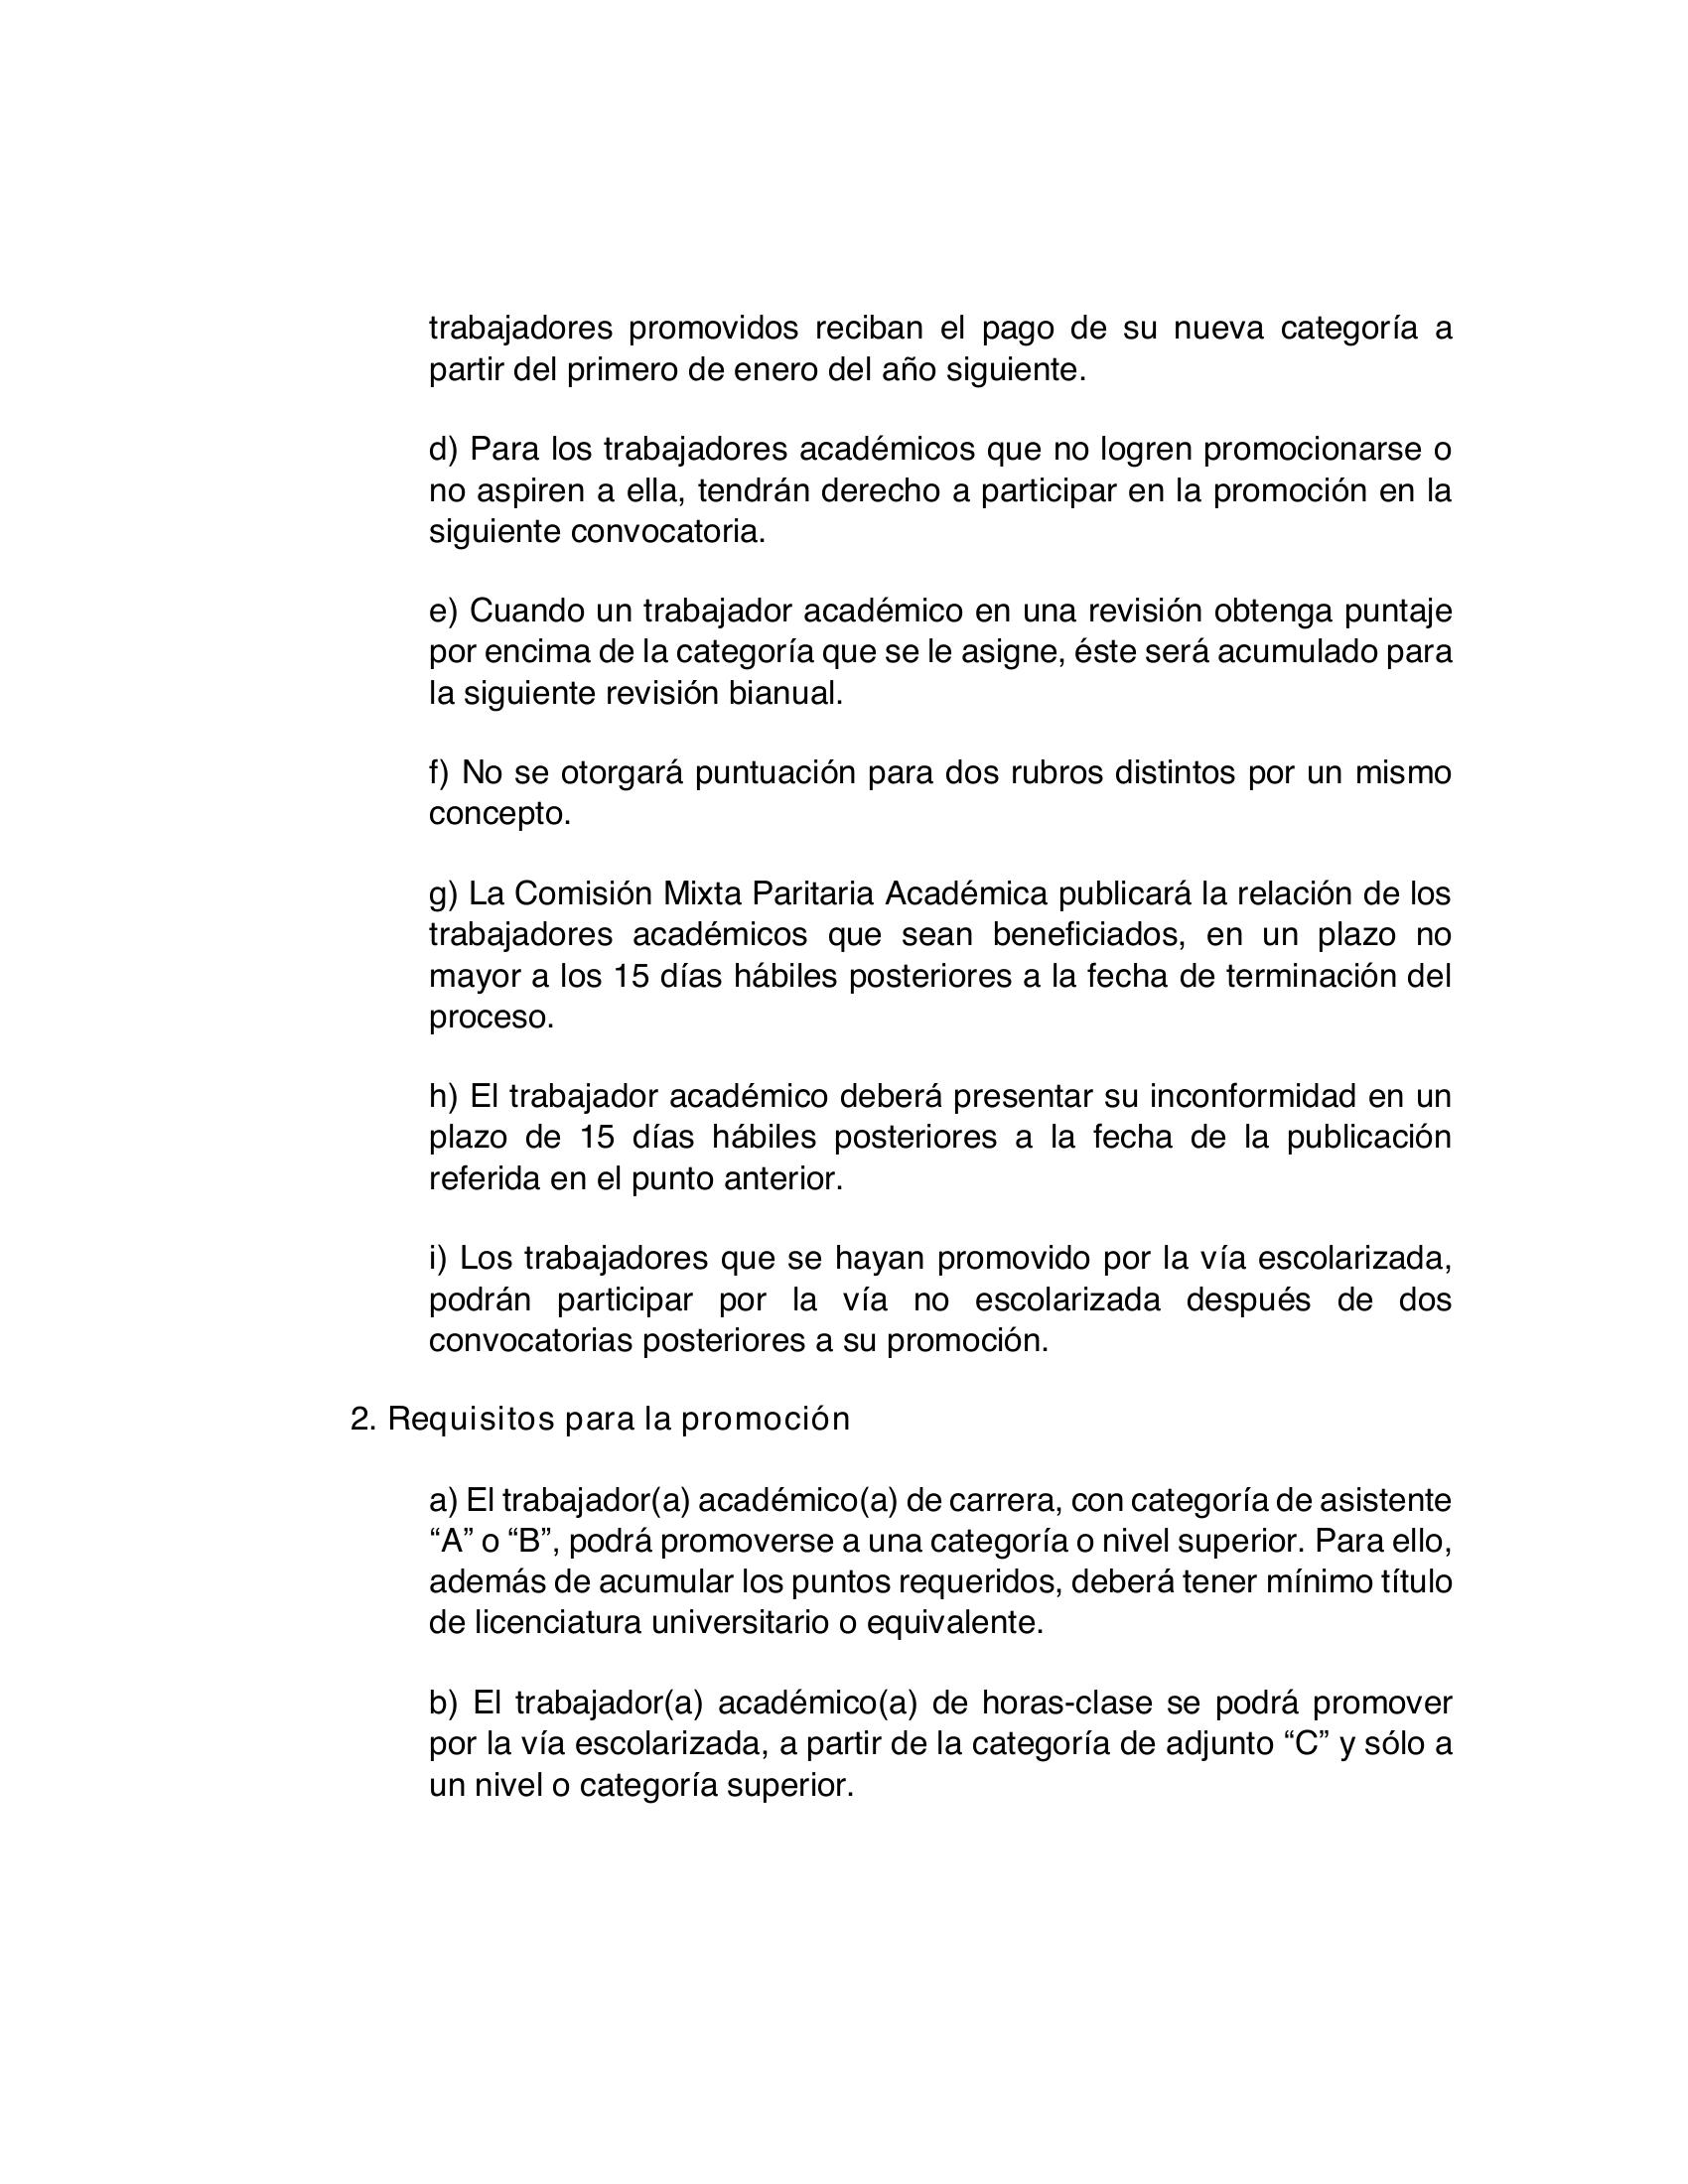 trabajadores promovidos reciban el pago de su nueva categoría a
partir del primero de enero del año siguiente.
d) Para los trabajadores académicos que no logren promocionarse o
no aspiren a ella, tendrán derecho a participar en la promoción en la
siguiente convocatoria.
e) Cuando un trabajador académico en una revisión obtenga puntaje
por encima de la categoría que se le asigne, éste será acumulado para
la siguiente revisión bianual.
f) No se otorgará puntuación para dos rubros distintos por un mismo
concepto.
g) La Comisión Mixta Paritaria Académica publicará la relación de los
trabajadores académicos que sean beneficiados, en un plazo no
mayor a los 15 días hábiles posteriores a la fecha de terminación del
proceso.
h) El trabajador académico deberá presentar su inconformidad en un
plazo de 15 días hábiles posteriores a la fecha de la publicación
referida en el punto anterior.
i) Los trabajadores que se hayan promovido por la vía escolarizada,
podrán participar por la vía no escolarizada después de dos
convocatorias posteriores a su promoción.
2. Requisitos para la promoción
a) El trabajador(a) académico(a) de carrera, con categoría de asistente
“A” o “B”, podrá promoverse a una categoría o nivel superior. Para ello,
además de acumular los puntos requeridos, deberá tener mínimo título
de licenciatura universitario o equivalente.
b) El trabajador(a) académico(a) de horas-clase se podrá promover
por la vía escolarizada, a partir de la categoría de adjunto “C” y sólo a
un nivel o categoría superior.